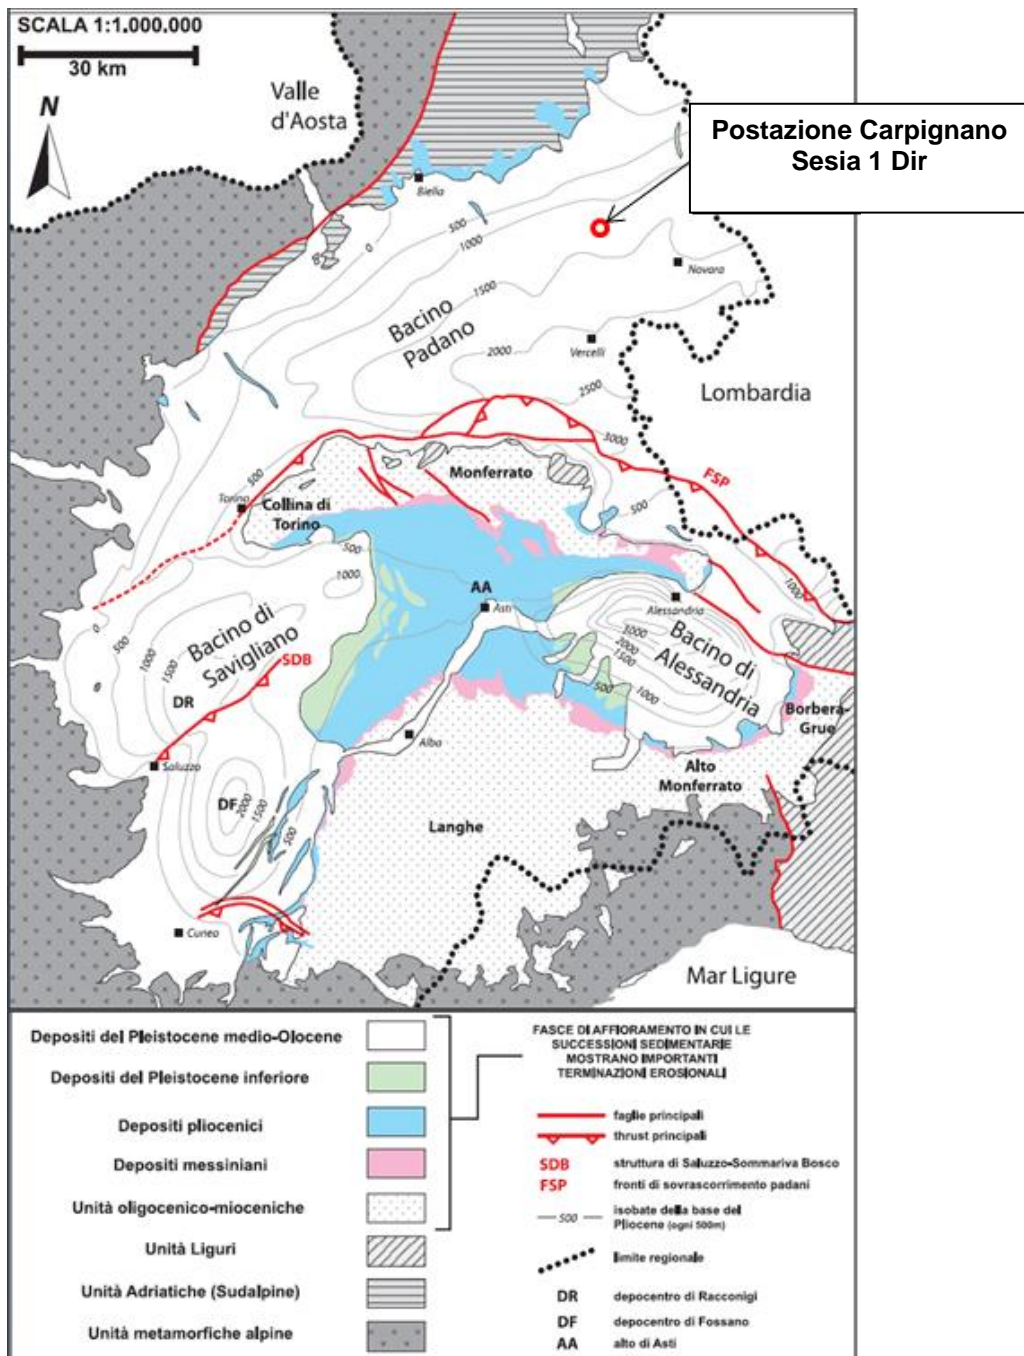 SCALA 1:1.000.000
30 km
N
Valle
d'Aosta
Postazione Carpignano
Sesia 1 Dir
Biella
500
0
1000
Novara
1500
Bacino
Padano
2000
Vercelli
2500
Lombardia
3000
FSP
500
Monferrato
Torino
Collina di
Torino
500
500
1000
AA
Asti
Alessandria
1000
0
500
1000
1500
Bacino di
Savigliano
SDB
DR
1000
2000
1500
Bacino di
Alessandria
500
1000
Borbera-
Grue
Alba
Saluzzo
Alto
Monferrato
DF
2000
1500
500
Langhe
Cuneo
Mar Ligure
Depositi del Pleistocene medio-Olocene
Depositi del Pleistocene inferiore
Depositi pliocenici
Depositi messiniani
Unità oligocenico-mioceniche
Unità Liguri
Unità Adriatiche (Sudalpine)
Unità metamorfiche alpine
FASCE DI AFFIORAMENTO IN CUI LE
SUCCESSIONI SEDIMENTARIE
MOSTRANO IMPORTANTI
TERMINAZIONI EROSIONALI
faglie principali
thrust principali
SDB struttura di Saluzzo-Sommariva Bosco
FSP fronti di sovrascorrimento padani
500 isobate della base del
Pliocene (ogni 500m)
limite regionale
DR depocentro di Racconigi
DF depocentro di Fossano
AA alto di Asti